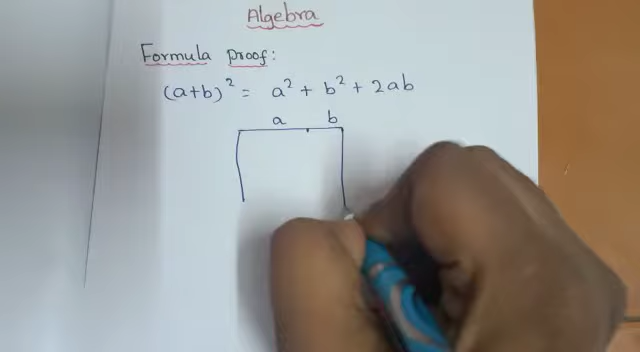 Algebra
Formula proof:
(a+b)² = a² + b² + 2ab
a b